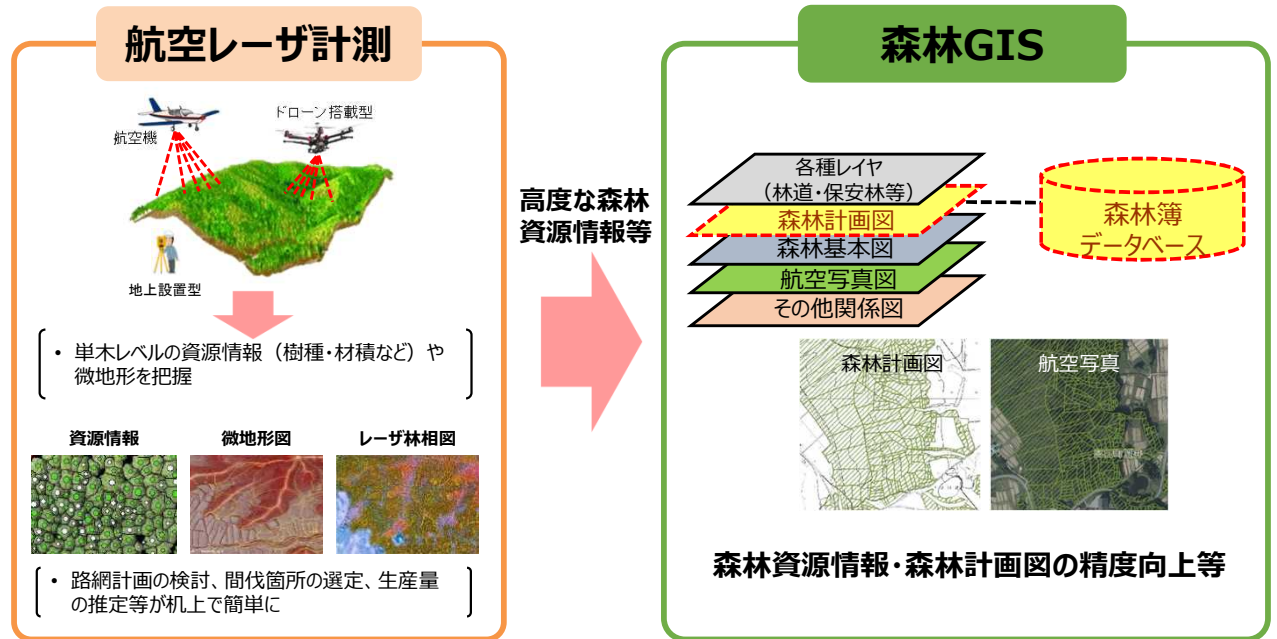 航空レーザ計測
航空機
ドローン搭載型
地上設置型
・ 単木レベルの資源情報（樹種・材積など）や
微地形を把握
資源情報
微地形図
レーザ林相図
・ 路網計画の検討、間伐箇所の選定、生産量
の推定等が机上で簡単に
高度な森林
資源情報等
森林GIS
各種レイヤ
（林道・保安林等）
森林計画図
森林基本図
航空写真図
その他関係図
森林簿
データベース
森林計画図
航空写真
森林資源情報・森林計画図の精度向上等